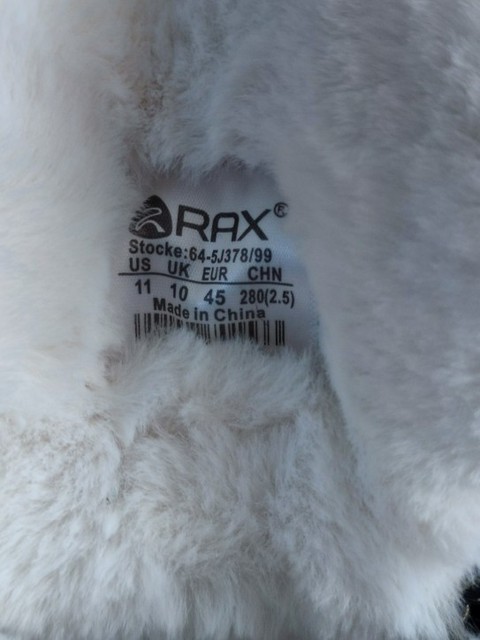 RAX®
Stocke:64-5J378/99
US UK EUR CHN
11 10 45 280(2.5)
Made in China